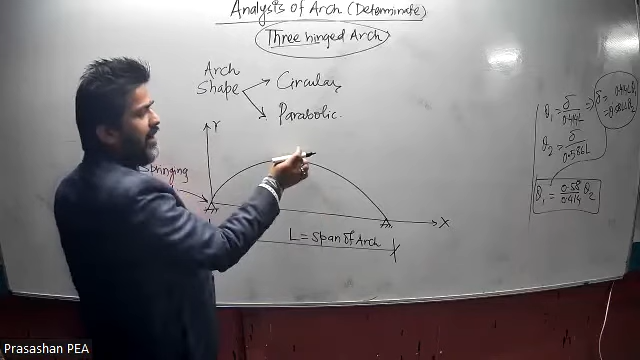 Analysis of Arch (Determinate)
Three hinged Arch
Arch
Shape
Circular
Parabolic.
Y
Springing
X
L = Span of Arch
θ₁ = δ/0.414L
θ₂ = δ/0.586L
θ₁ = 0.58/0.414 θ₂
Prasashan PEA